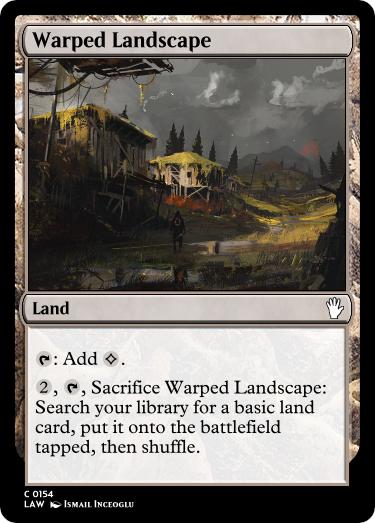 Warped Landscape
Land
: Add .
2, , Sacrifice Warped Landscape:
Search your library for a basic land
card, put it onto the battlefield
tapped, then shuffle.
C 0154
LAW Ismail Inceoglu